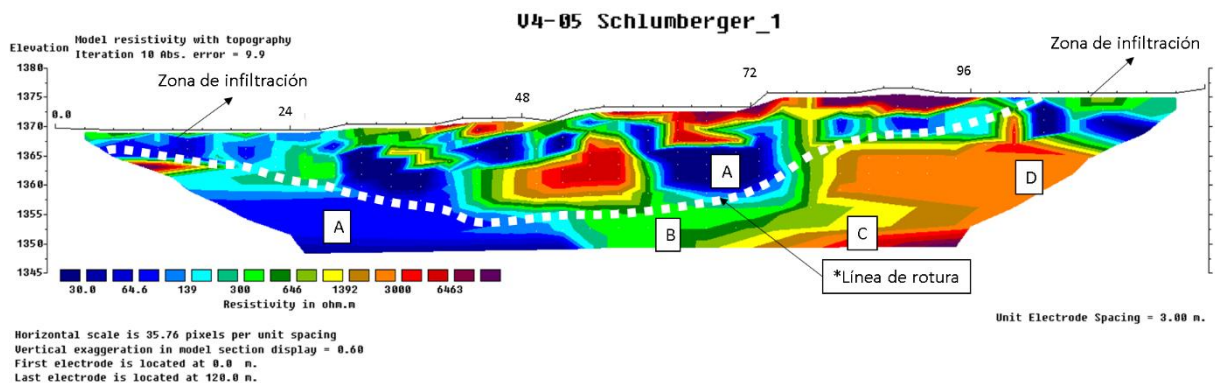 V4-05 Schlumberger_1
Elevation
Model resistivity with topography
Iteration 10 Abs. error = 9.9
Zona de infiltración
Zona de infiltración
1380
1375
1370
1365
1360
1355
1350
1345
0.0
24
48
72
96
A
A
B
C
D
*Línea de rotura
30.0 64.6 139 300 646 1392 3000 6463
Resistivity in ohm.m
Unit Electrode Spacing = 3.00 m.
Horizontal scale is 35.76 pixels per unit spacing
Vertical exaggeration in model section display = 0.60
First electrode is located at 0.0 m.
Last electrode is located at 120.0 m.